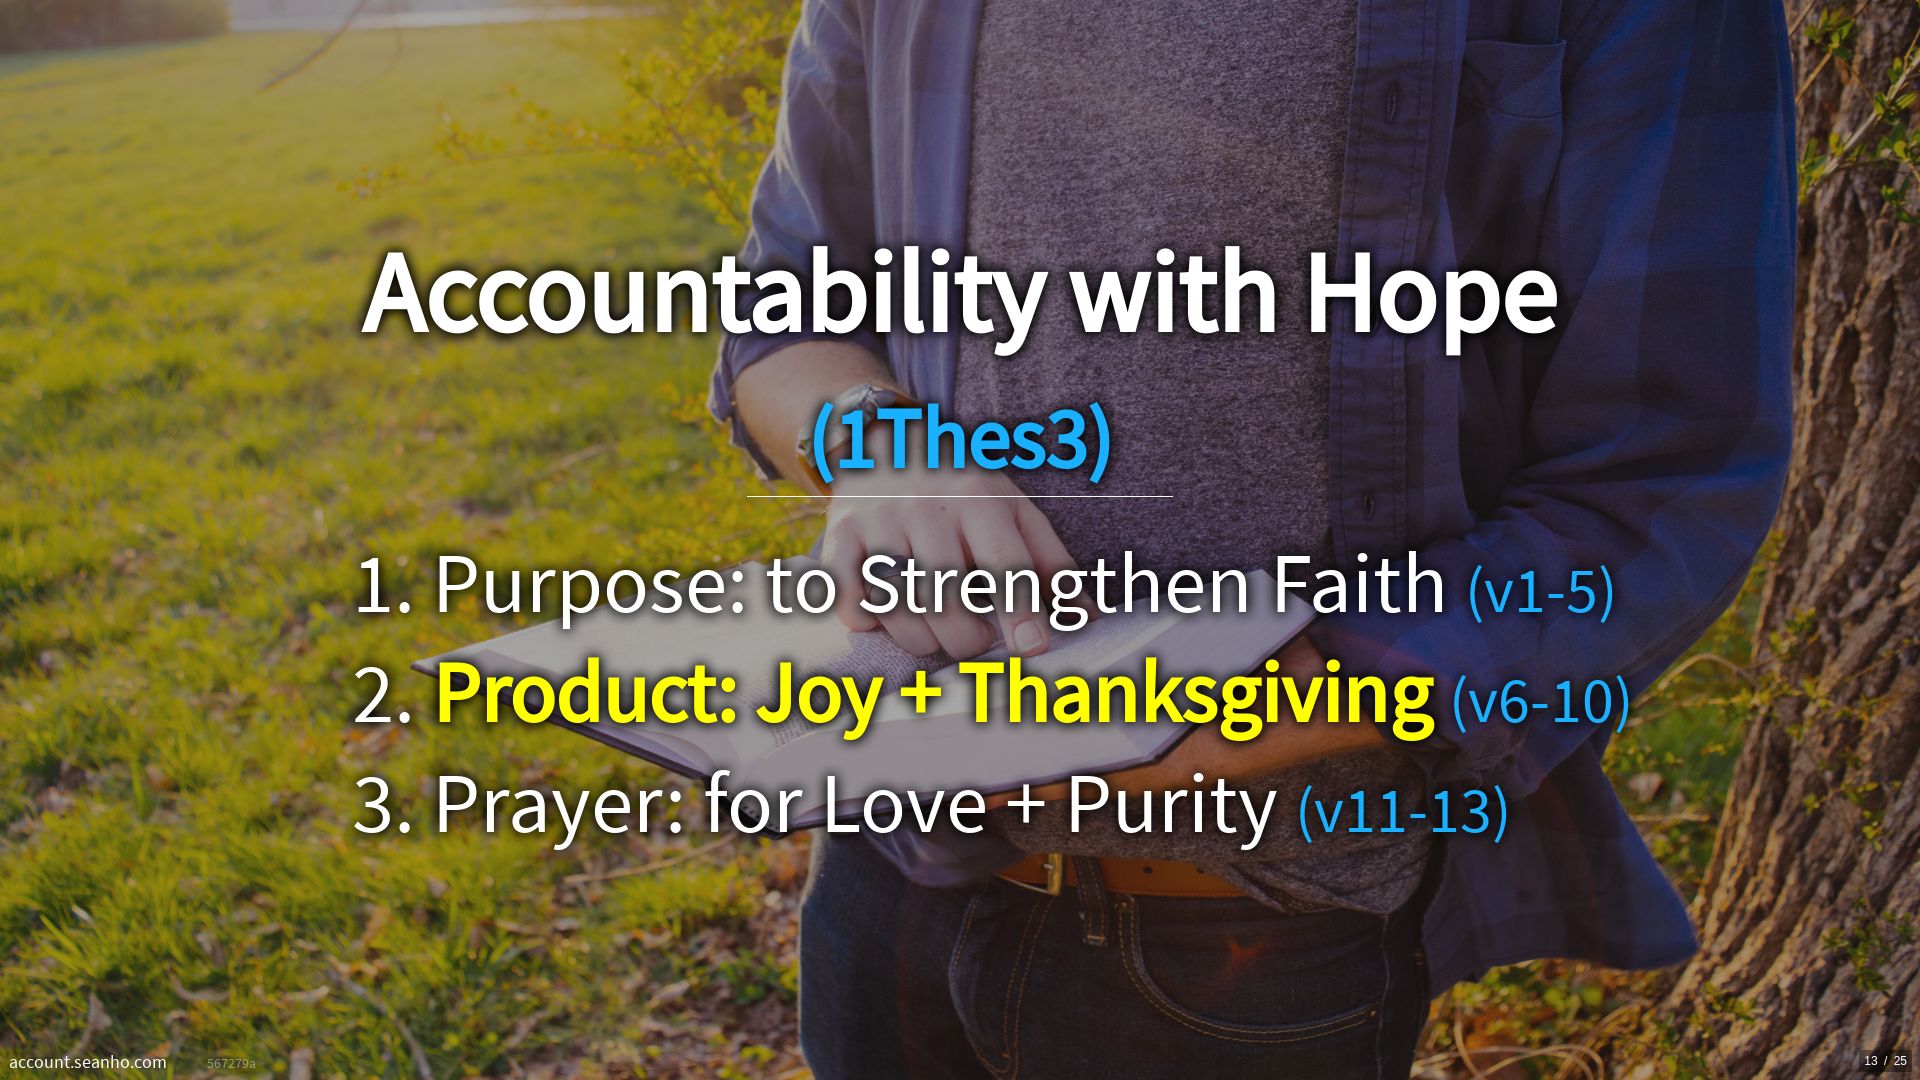 Accountability with Hope
(1Thes3)
1. Purpose: to Strengthen Faith (v1-5)
2. Product: Joy + Thanksgiving (v6-10)
3. Prayer: for Love + Purity (v11-13)
account.seanho.com 567279a
13 / 25